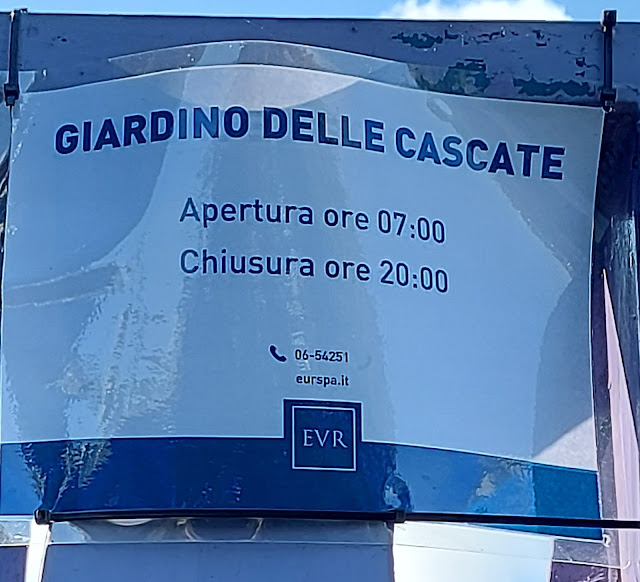 GIARDINO DELLE CASCATE
Apertura ore 07:00
Chiusura ore 20:00
06-54251
eurspa.it
EVR